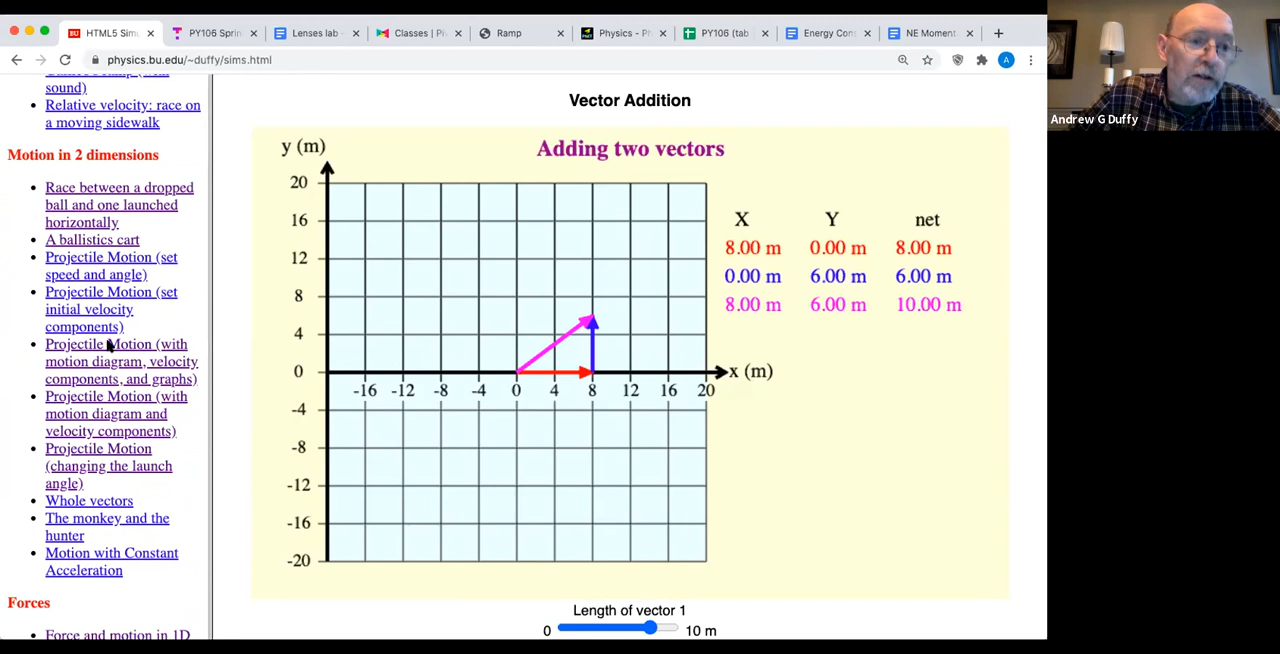 HTML5 Sim
PY106 Sprin
Lenses lab -
Classes | Pi
Ramp
Physics - Ph
PY106 (tab
Energy Con
NE Moment
physics.bu.edu/~duffy/sims.html
A
sound)
Relative velocity: race on
a moving sidewalk
Motion in 2 dimensions
Race between a dropped
ball and one launched
horizontally
A ballistics cart
Projectile Motion (set
speed and angle)
Projectile Motion (set
initial velocity
components)
Projectile Motion (with
motion diagram, velocity
components, and graphs)
Projectile Motion (with
motion diagram and
velocity components)
Projectile Motion
(changing the launch
angle)
Whole vectors
The monkey and the
hunter
Motion with Constant
Acceleration
Forces
Force and motion in 1D
Vector Addition
Adding two vectors
y (m)
20
16
12
8
4
0
-4
-8
-12
-16
-20
-16 -12 -8 -4 0 4 8 12 16 20
x (m)
X Y net
8.00 m 0.00 m 8.00 m
0.00 m 6.00 m 6.00 m
8.00 m 6.00 m 10.00 m
Length of vector 1
0 10 m
Andrew G Duffy